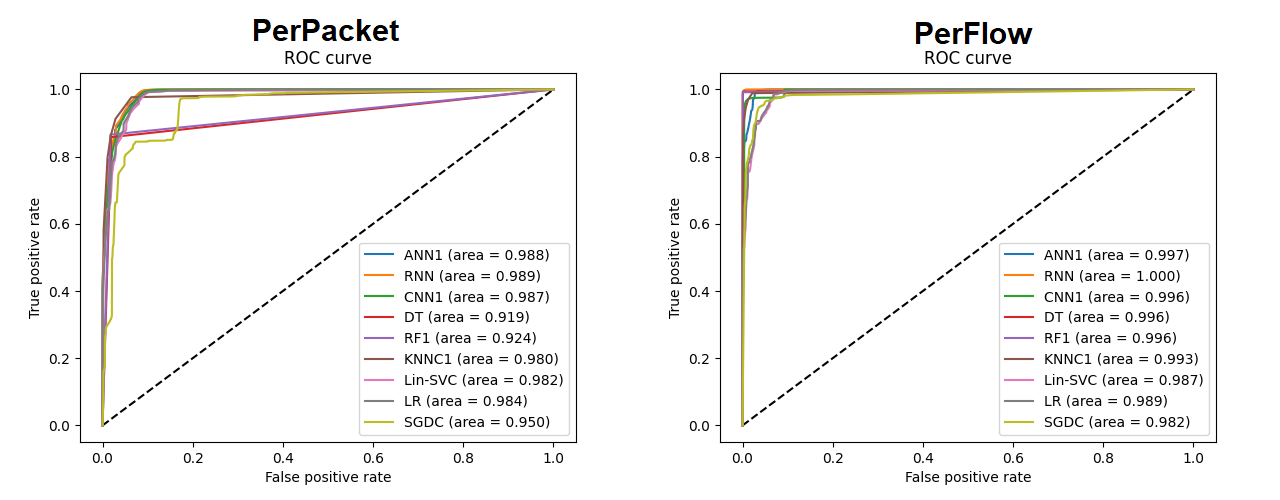 PerPacket
ROC curve
True positive rate
1.0
0.8
0.6
0.4
0.2
0.0
ANN1 (area = 0.988)
RNN (area = 0.989)
CNN1 (area = 0.987)
DT (area = 0.919)
RF1 (area = 0.924)
KNNC1 (area = 0.980)
Lin-SVC (area = 0.982)
LR (area = 0.984)
SGDC (area = 0.950)
0.0 0.2 0.4 0.6 0.8 1.0
False positive rate
PerFlow
ROC curve
True positive rate
1.0
0.8
0.6
0.4
0.2
0.0
ANN1 (area = 0.997)
RNN (area = 1.000)
CNN1 (area = 0.996)
DT (area = 0.996)
RF1 (area = 0.996)
KNNC1 (area = 0.993)
Lin-SVC (area = 0.987)
LR (area = 0.989)
SGDC (area = 0.982)
0.0 0.2 0.4 0.6 0.8 1.0
False positive rate